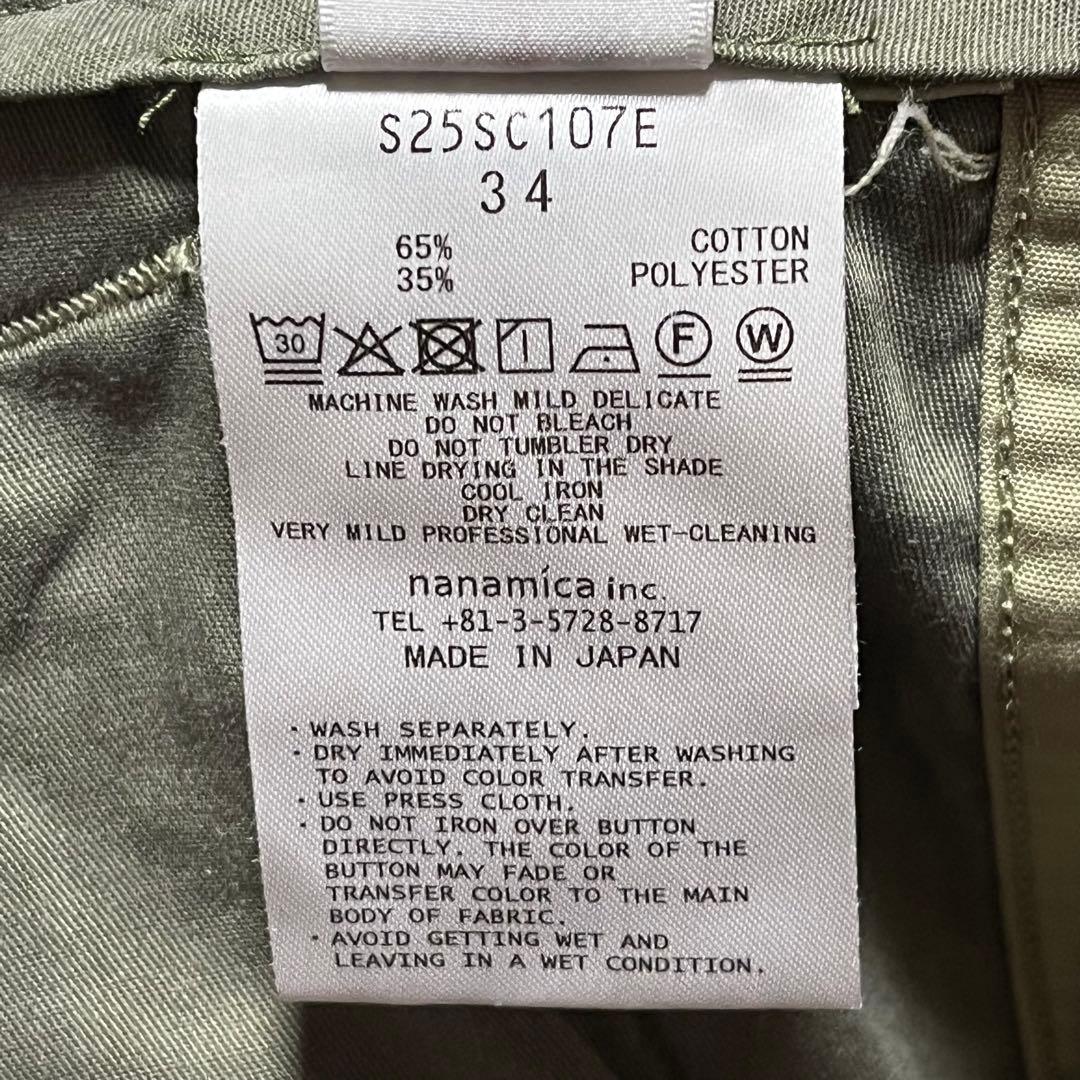 S25SC107E
34
65% COTTON
35% POLYESTER
30 F W
MACHINE WASH MILD DELICATE
DO NOT BLEACH
DO NOT TUMBLER DRY
LINE DRYING IN THE SHADE
COOL IRON
DRY CLEAN
VERY MILD PROFESSIONAL WET-CLEANING
nanamíca inc.
TEL +81-3-5728-8717
MADE IN JAPAN
・WASH SEPARATELY.
・DRY IMMEDIATELY AFTER WASHING
TO AVOID COLOR TRANSFER.
・USE PRESS CLOTH.
・DO NOT IRON OVER BUTTON
DIRECTLY. THE COLOR OF THE
BUTTON MAY FADE OR
TRANSFER COLOR TO THE MAIN
BODY OF FABRIC.
・AVOID GETTING WET AND
LEAVING IN A WET CONDITION.